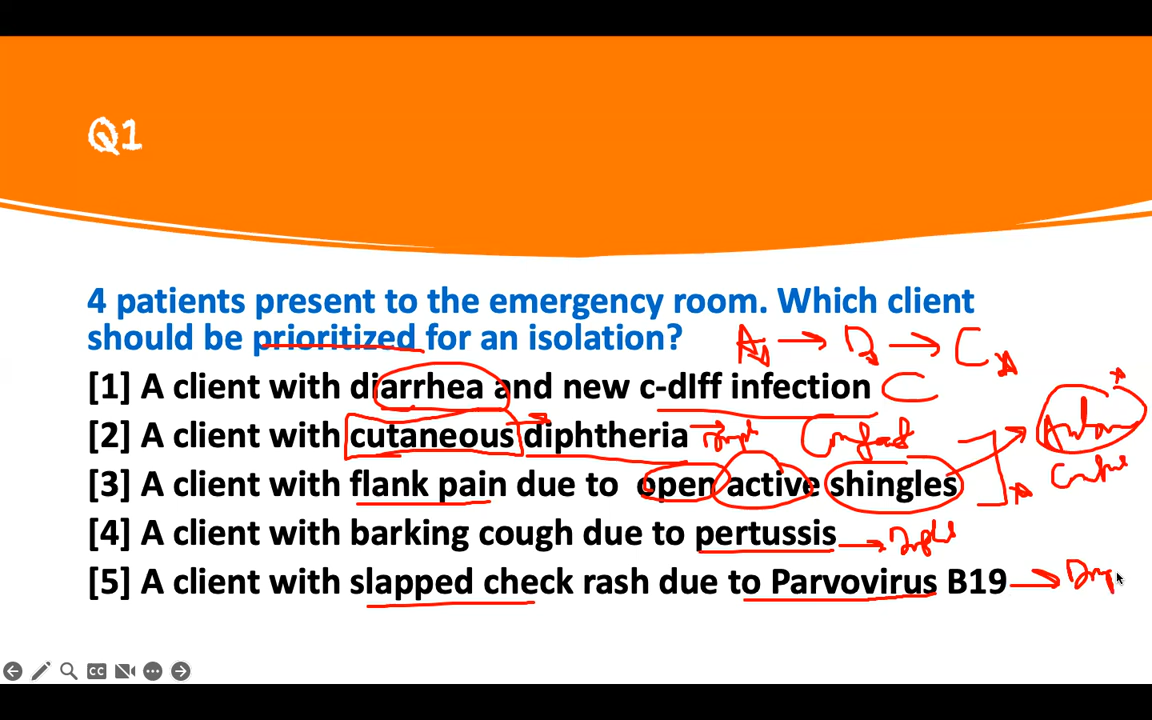 Q1
4 patients present to the emergency room. Which client
should be prioritized for an isolation?
A → D → C
[1] A client with diarrhea and new c-dIff infection C
[2] A client with cutaneous diphtheria Contact
[3] A client with flank pain due to open active shingles
[4] A client with barking cough due to pertussis
[5] A client with slapped check rash due to Parvovirus B19
CC